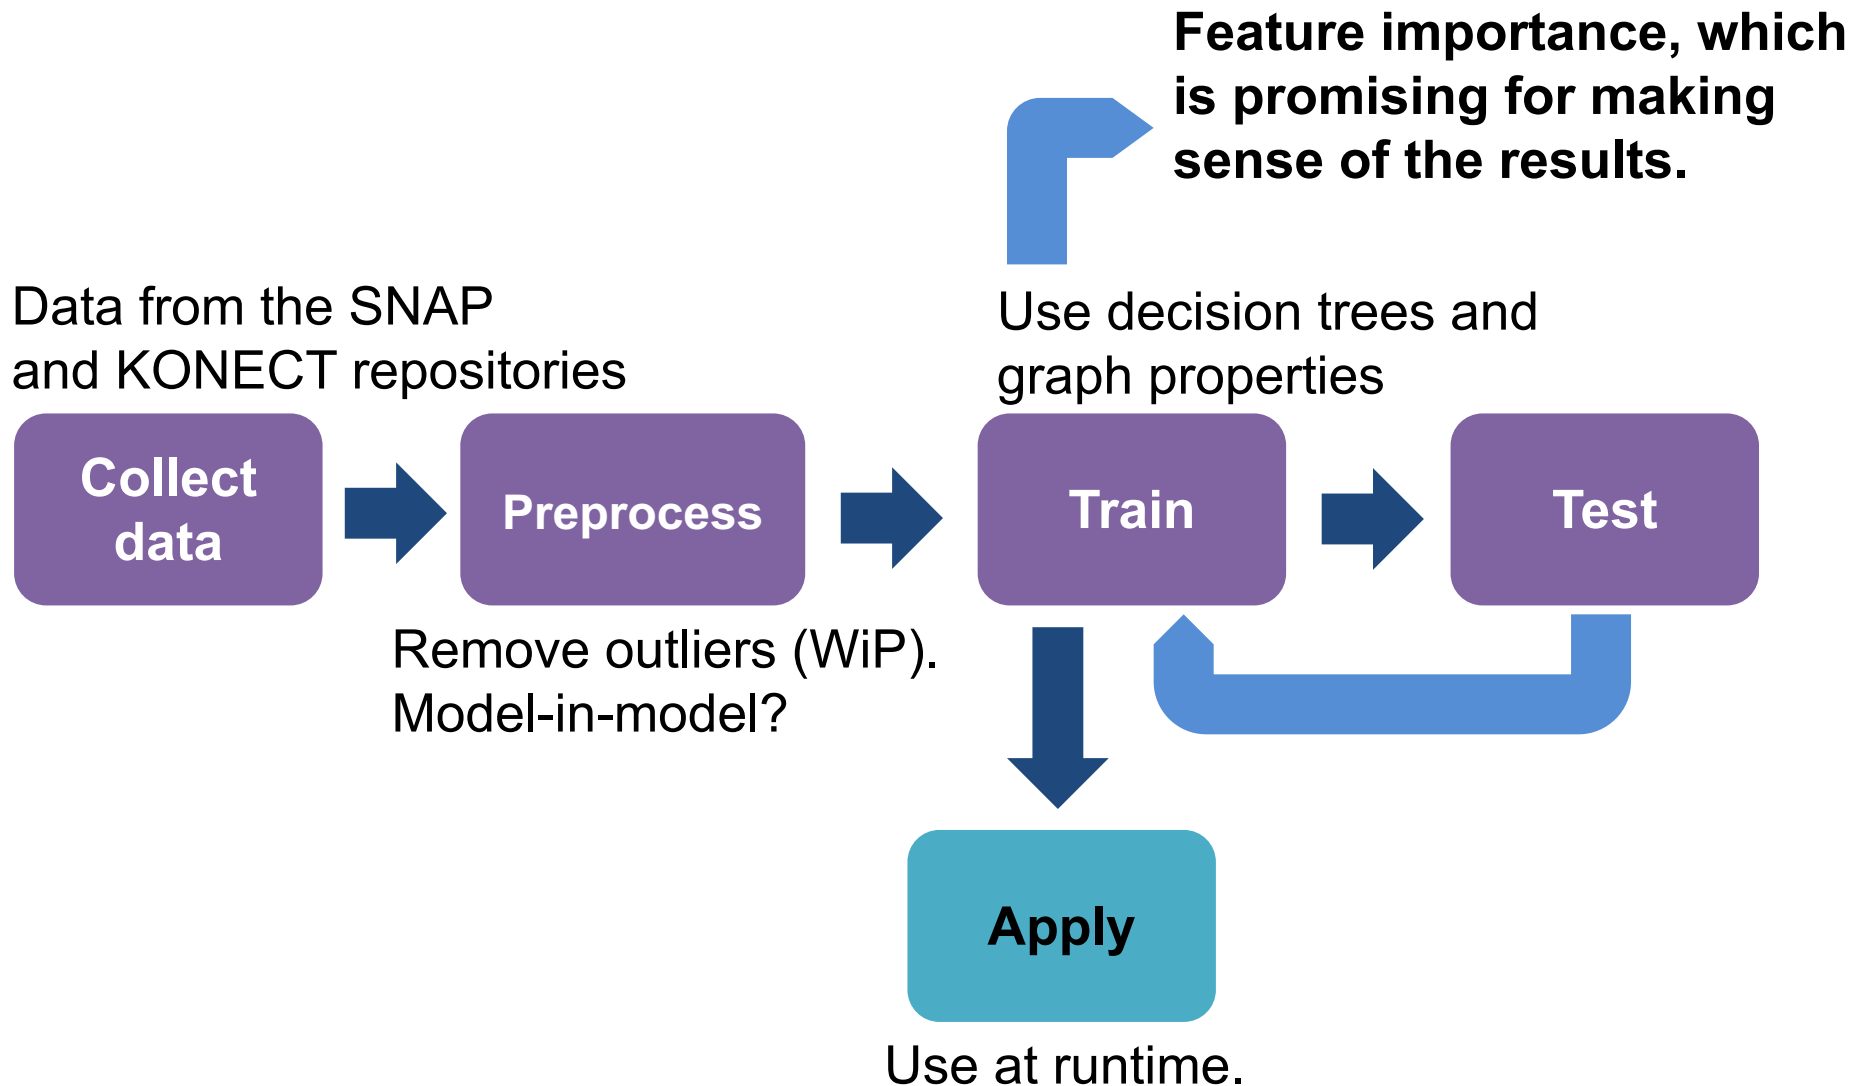 Feature importance, which
is promising for making
sense of the results.
Data from the SNAP
and KONECT repositories
Use decision trees and
graph properties
Collect
data
Preprocess
Train
Test
Remove outliers (WiP).
Model-in-model?
Apply
Use at runtime.